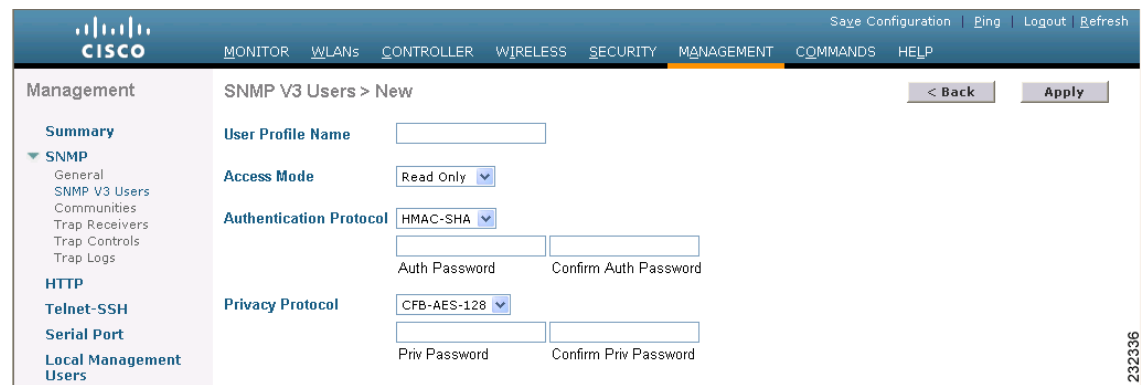 Save Configuration | Ping | Logout | Refresh
CISCO
MONITOR WLANs CONTROLLER WIRELESS SECURITY MANAGEMENT COMMANDS HELP
Management
SNMP V3 Users > New
< Back
Apply
Summary
SNMP
General
SNMP V3 Users
Communities
Trap Receivers
Trap Controls
Trap Logs
HTTP
Telnet-SSH
Serial Port
Local Management
Users
User Profile Name
Access Mode Read Only
Authentication Protocol HMAC-SHA
Auth Password Confirm Auth Password
Privacy Protocol CFB-AES-128
Priv Password Confirm Priv Password
232336